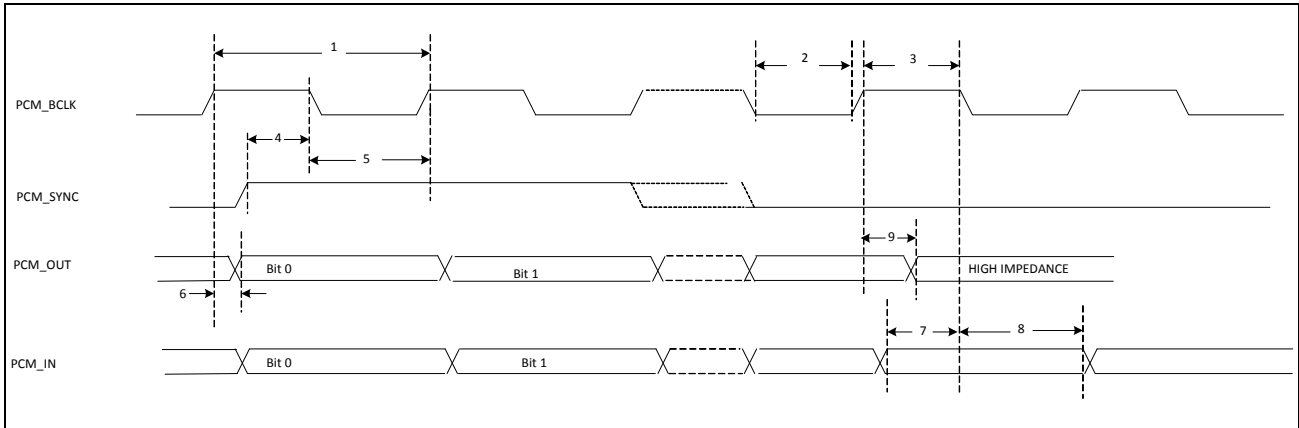 1
2
3
PCM_BCLK
4
5
PCM_SYNC
9
PCM_OUT
Bit 0
Bit 1
HIGH IMPEDANCE
6
7
8
PCM_IN
Bit 0
Bit 1